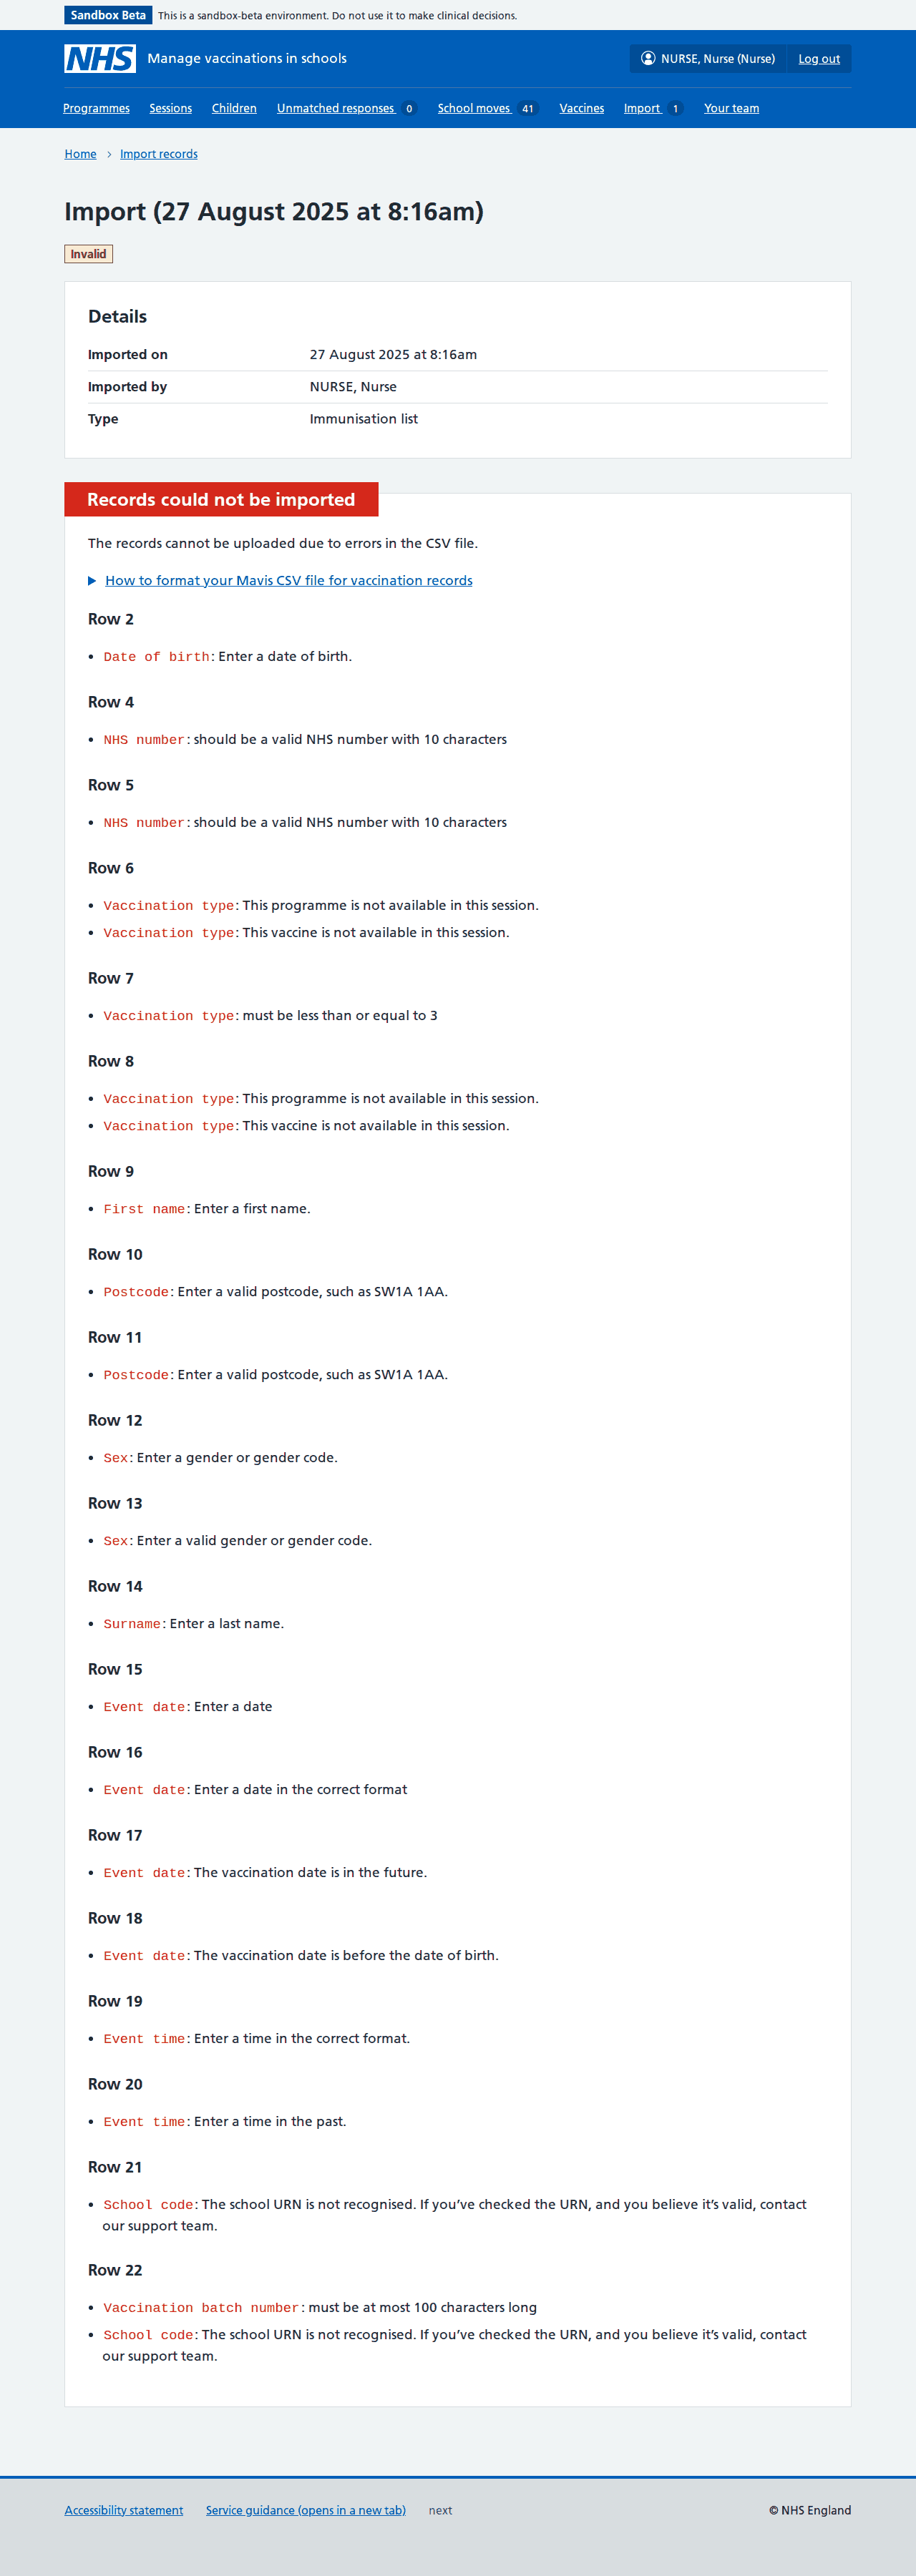 Sandbox Beta This is a sandbox-beta environment. Do not use it to make clinical decisions.
NHS Manage vaccinations in schools NURSE, Nurse (Nurse) Log out
Programmes Sessions Children Unmatched responses 0 School moves 41 Vaccines Import 1 Your team
Home Import records
Import (27 August 2025 at 8:16am)
Invalid
Details
Imported on 27 August 2025 at 8:16am
Imported by NURSE, Nurse
Type Immunisation list
Records could not be imported
The records cannot be uploaded due to errors in the CSV file.
How to format your Mavis CSV file for vaccination records
Row 2
• Date of birth: Enter a date of birth.
Row 4
• NHS number: should be a valid NHS number with 10 characters
Row 5
• NHS number: should be a valid NHS number with 10 characters
Row 6
• Vaccination type: This programme is not available in this session.
• Vaccination type: This vaccine is not available in this session.
Row 7
• Vaccination type: must be less than or equal to 3
Row 8
• Vaccination type: This programme is not available in this session.
• Vaccination type: This vaccine is not available in this session.
Row 9
• First name: Enter a first name.
Row 10
• Postcode: Enter a valid postcode, such as SW1A 1AA.
Row 11
• Postcode: Enter a valid postcode, such as SW1A 1AA.
Row 12
• Sex: Enter a gender or gender code.
Row 13
• Sex: Enter a valid gender or gender code.
Row 14
• Surname: Enter a last name.
Row 15
• Event date: Enter a date
Row 16
• Event date: Enter a date in the correct format
Row 17
• Event date: The vaccination date is in the future.
Row 18
• Event date: The vaccination date is before the date of birth.
Row 19
• Event time: Enter a time in the correct format.
Row 20
• Event time: Enter a time in the past.
Row 21
• School code: The school URN is not recognised. If you’ve checked the URN, and you believe it’s valid, contact
our support team.
Row 22
• Vaccination batch number: must be at most 100 characters long
• School code: The school URN is not recognised. If you’ve checked the URN, and you believe it’s valid, contact
our support team.
Accessibility statement Service guidance (opens in a new tab) next © NHS England